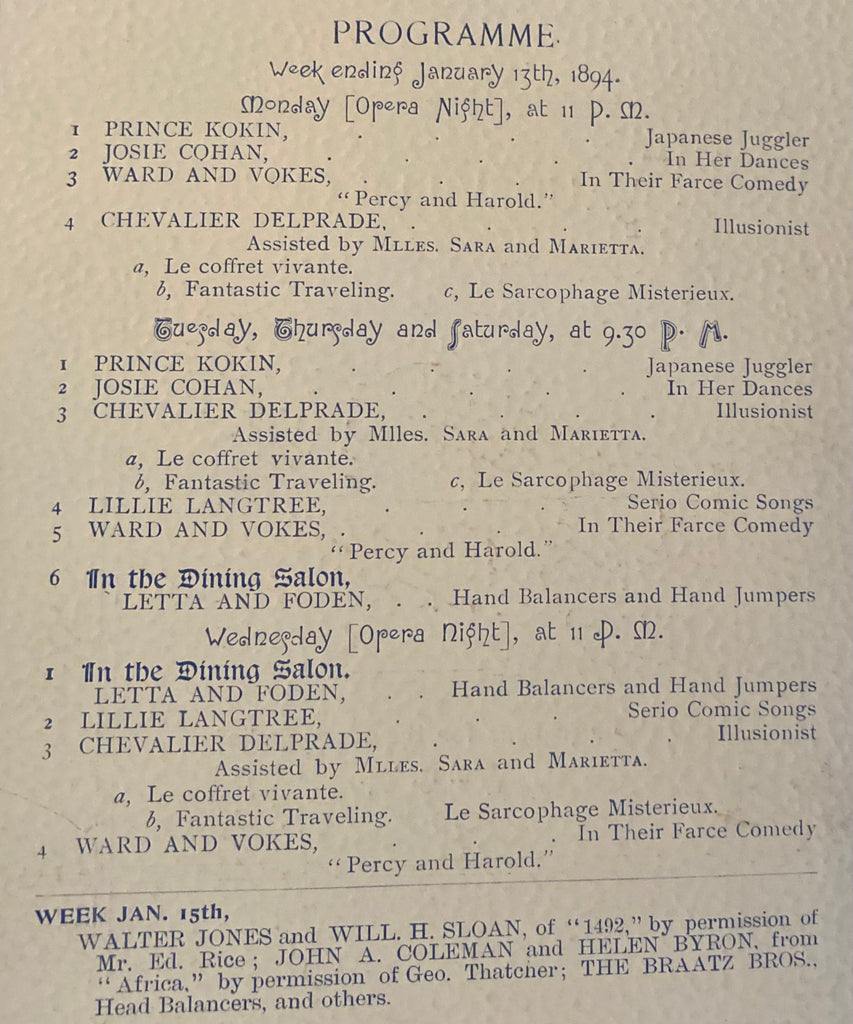 PROGRAMME.
Week ending January 13th, 1894.
Monday [Opera Night], at 11 P. M.
1 PRINCE KOKIN, . . . . Japanese Juggler
2 JOSIE COHAN, . . . . . In Her Dances
3 WARD AND VOKES, . . . In Their Farce Comedy
"Percy and Harold."
4 CHEVALIER DELPRADE, . . . . Illusionist
Assisted by MLLES. SARA and MARIETTA.
a, Le coffret vivante.
b, Fantastic Traveling. c, Le Sarcophage Misterieux.
Tuesday, Thursday and Saturday, at 9.30 P. M.
1 PRINCE KOKIN, . . . . Japanese Juggler
2 JOSIE COHAN, . . . . . In Her Dances
3 CHEVALIER DELPRADE, . . . . Illusionist
Assisted by Mlles. SARA and MARIETTA.
a, Le coffret vivante.
b, Fantastic Traveling. c, Le Sarcophage Misterieux.
4 LILLIE LANGTREE, . . . Serio Comic Songs
5 WARD AND VOKES, . . . In Their Farce Comedy
"Percy and Harold."
6 In the Dining Salon,
LETTA AND FODEN, . . Hand Balancers and Hand Jumpers
Wednesday [Opera Night], at 11 P. M.
1 In the Dining Salon.
LETTA AND FODEN, . . Hand Balancers and Hand Jumpers
2 LILLIE LANGTREE, . . . Serio Comic Songs
3 CHEVALIER DELPRADE, . . . . Illusionist
Assisted by MLLES. SARA and MARIETTA.
a, Le coffret vivante.
b, Fantastic Traveling. Le Sarcophage Misterieux.
4 WARD AND VOKES, . . . In Their Farce Comedy
"Percy and Harold."
WEEK JAN. 15th,
WALTER JONES and WILL. H. SLOAN, of "1492," by permission of
Mr. Ed. Rice; JOHN A. COLEMAN and HELEN BYRON, from
"Africa," by permission of Geo. Thatcher; THE BRAATZ BROS.,
Head Balancers, and others.